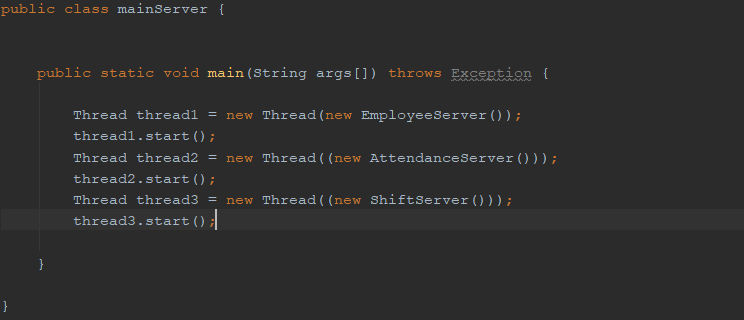 public class mainServer {
public static void main(String args[]) throws Exception {
Thread thread1 = new Thread(new EmployeeServer());
thread1.start();
Thread thread2 = new Thread((new AttendanceServer()));
thread2.start();
Thread thread3 = new Thread((new ShiftServer()));
thread3.start();
}
}